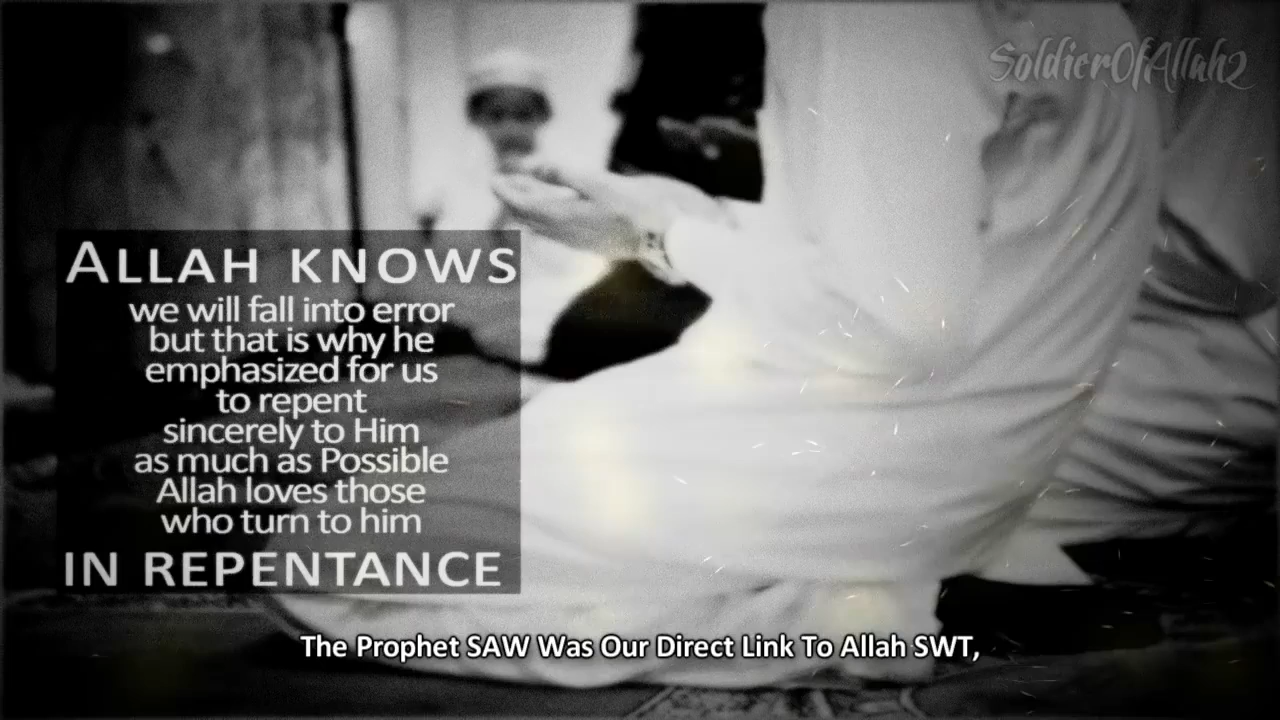 SoldierOfAllah2
ALLAH KNOWS
we will fall into error
but that is why he
emphasized for us
to repent
sincerely to Him
as much as Possible
Allah loves those
who turn to him
IN REPENTANCE
The Prophet SAW Was Our Direct Link To Allah SWT,